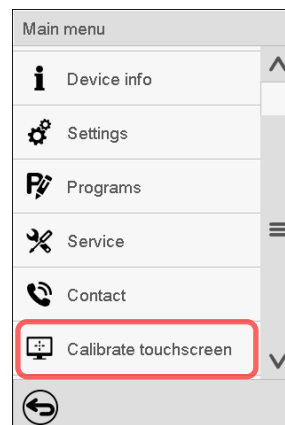 Main menu
Device info
Settings
Programs
Service
Contact
Calibrate touchscreen